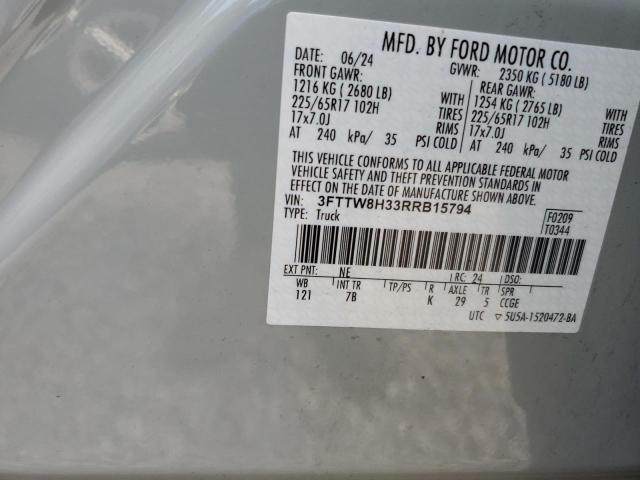 MFD. BY FORD MOTOR CO.
DATE: 06/24 GVWR: 2350 KG ( 5180 LB)
FRONT GAWR: REAR GAWR:
1216 KG ( 2680 LB) WITH 1254 KG ( 2765 LB) WITH
225/65R17 102H TIRES 225/65R17 102H TIRES
17x7.0J RIMS 17x7.0J RIMS
AT 240 kPa/ 35 PSI COLD AT 240 kPa/ 35 PSI COLD
THIS VEHICLE CONFORMS TO ALL APPLICABLE FEDERAL MOTOR
VEHICLE SAFETY AND THEFT PREVENTION STANDARDS IN
EFFECT ON THE DATE OF MANUFACTURE SHOWN ABOVE.
VIN: 3FTTW8H33RRB15794 F0209
TYPE: Truck T0344
EXT PNT: NE RC: 24 DSO:
WB INT TR TP/PS R AXLE TR SPR
121 7B K 29 5 CCGE
UTC ▽ 5U5A-1520472-BA